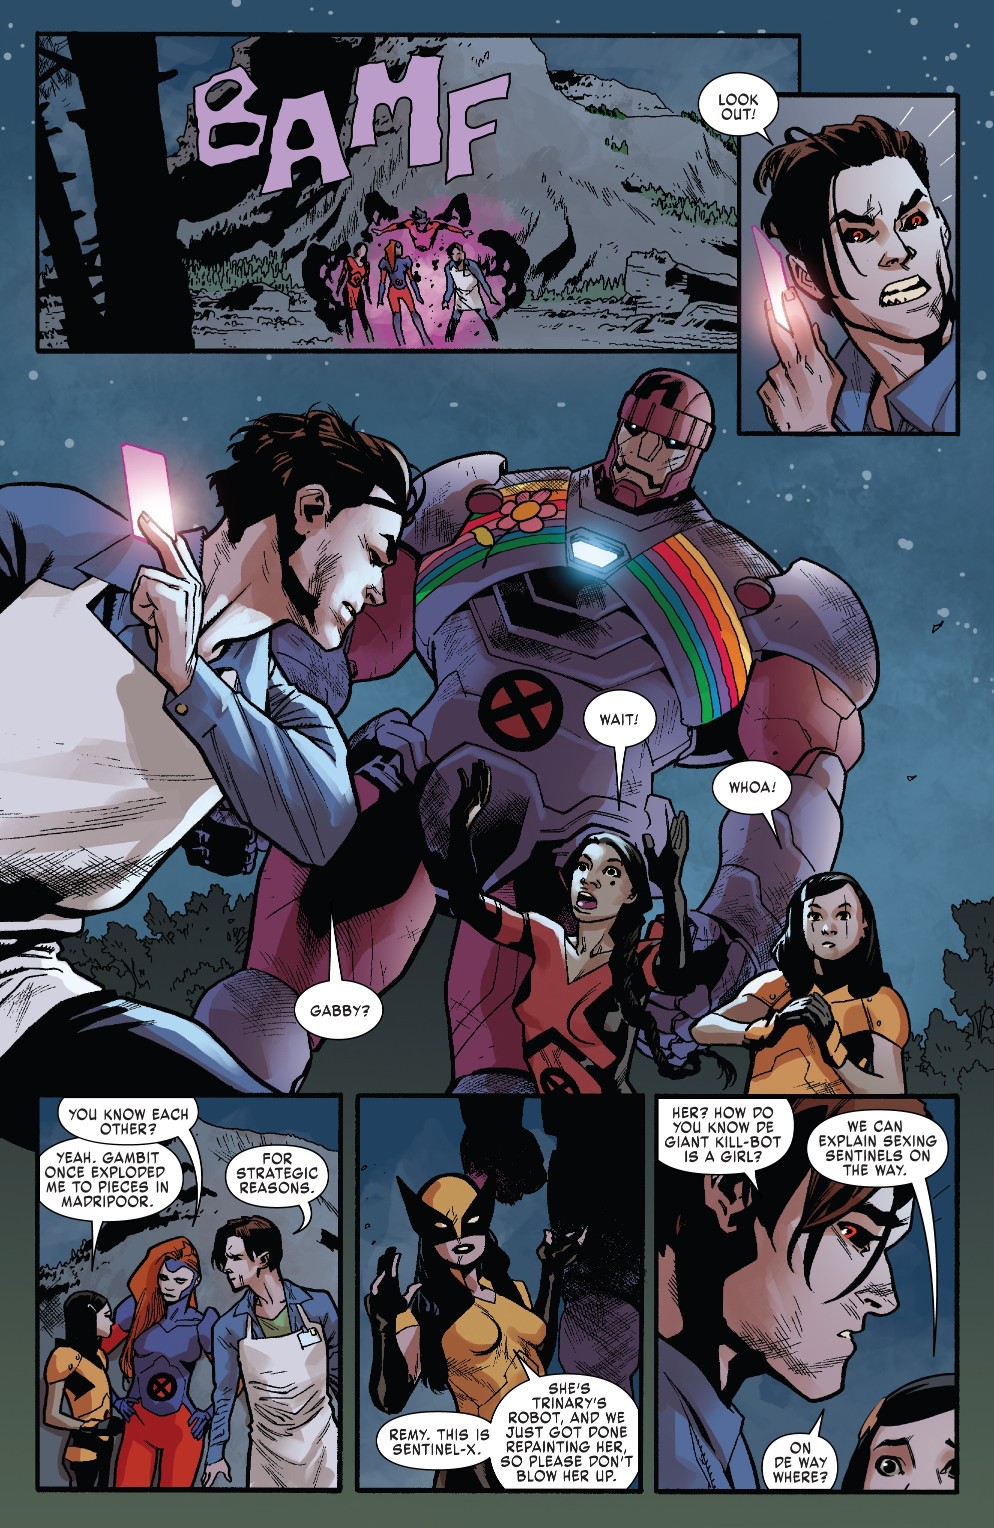 BAMF
LOOK
OUT!
WAIT!
WHOA!
GABBY?
YOU KNOW EACH
OTHER?
YEAH. GAMBIT
ONCE EXPLODED
ME TO PIECES IN
MADRIPOOR.
FOR
STRATEGIC
REASONS.
REMY. THIS IS
SENTINEL-X.
SHE'S
TRINARY'S
ROBOT, AND WE
JUST GOT DONE
REPAINTING HER,
SO PLEASE DON'T
BLOW HER UP.
HER? HOW DO
YOU KNOW DE
GIANT KILL-BOT
IS A GIRL?
WE CAN
EXPLAIN SEXING
SENTINELS ON
THE WAY.
ON
DE WAY
WHERE?